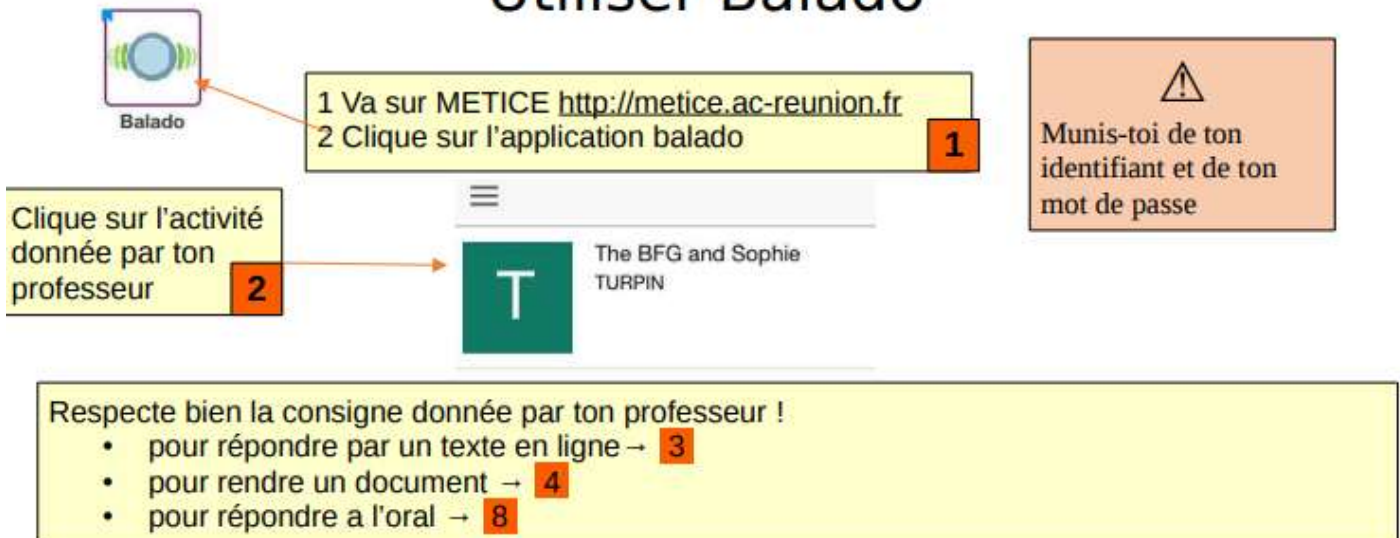 Utiliser Balado
Balado
1 Va sur METICE http://metice.ac-reunion.fr
2 Clique sur l'application balado
1
⚠
Munis-toi de ton
identifiant et de ton
mot de passe
Clique sur l'activité
donnée par ton
professeur
2
T
The BFG and Sophie
TURPIN
Respecte bien la consigne donnée par ton professeur !
• pour répondre par un texte en ligne→ 3
• pour rendre un document → 4
• pour répondre a l'oral → 8